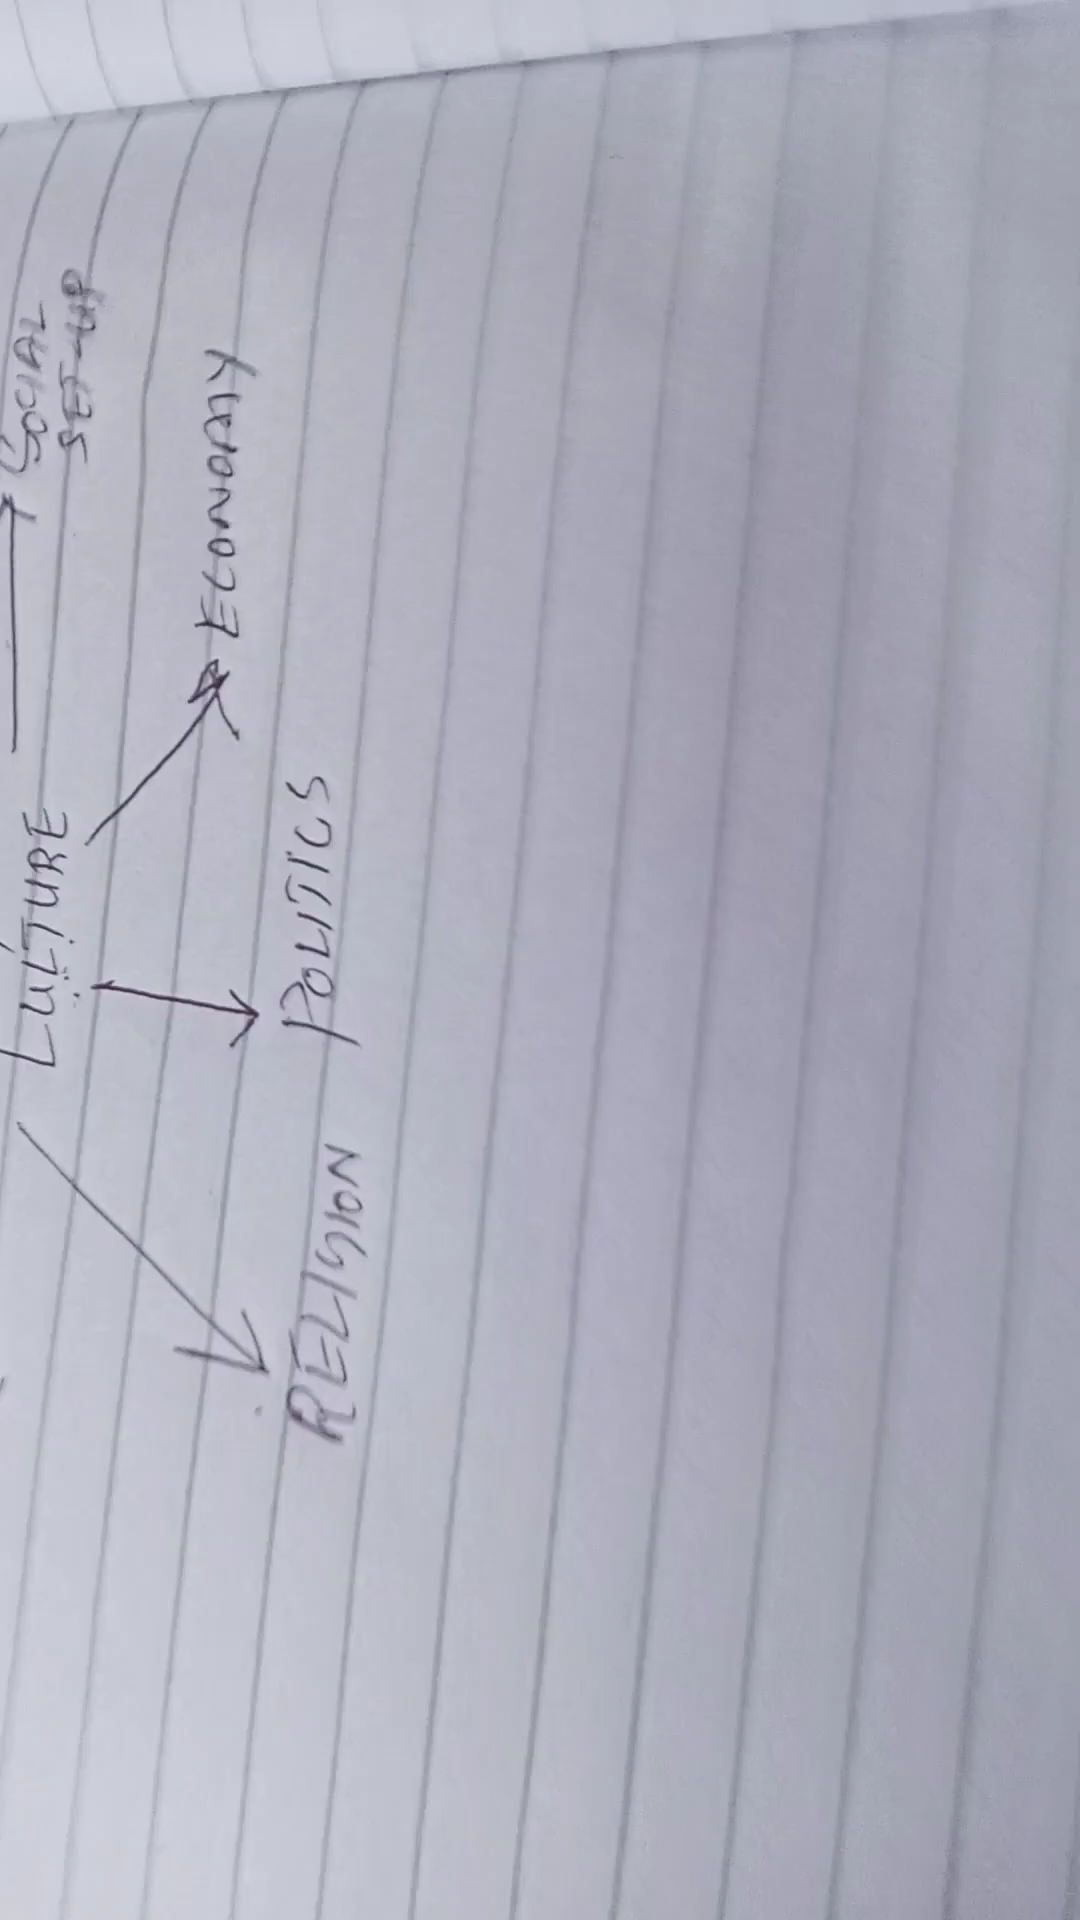 CULTURE
SOCIAL
SET-UP
ECONOMY
POLITICS
RELIGION